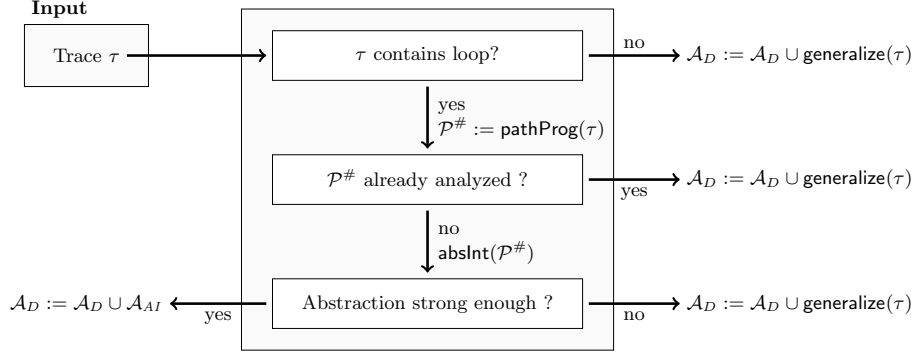 Input
Trace τ
τ contains loop?
no
𝒜_D := 𝒜_D ∪ generalize(τ)
yes
𝒫^# := pathProg(τ)
𝒫^# already analyzed ?
yes
𝒜_D := 𝒜_D ∪ generalize(τ)
no
absInt(𝒫^#)
𝒜_D := 𝒜_D ∪ 𝒜_AI
yes
Abstraction strong enough ?
no
𝒜_D := 𝒜_D ∪ generalize(τ)